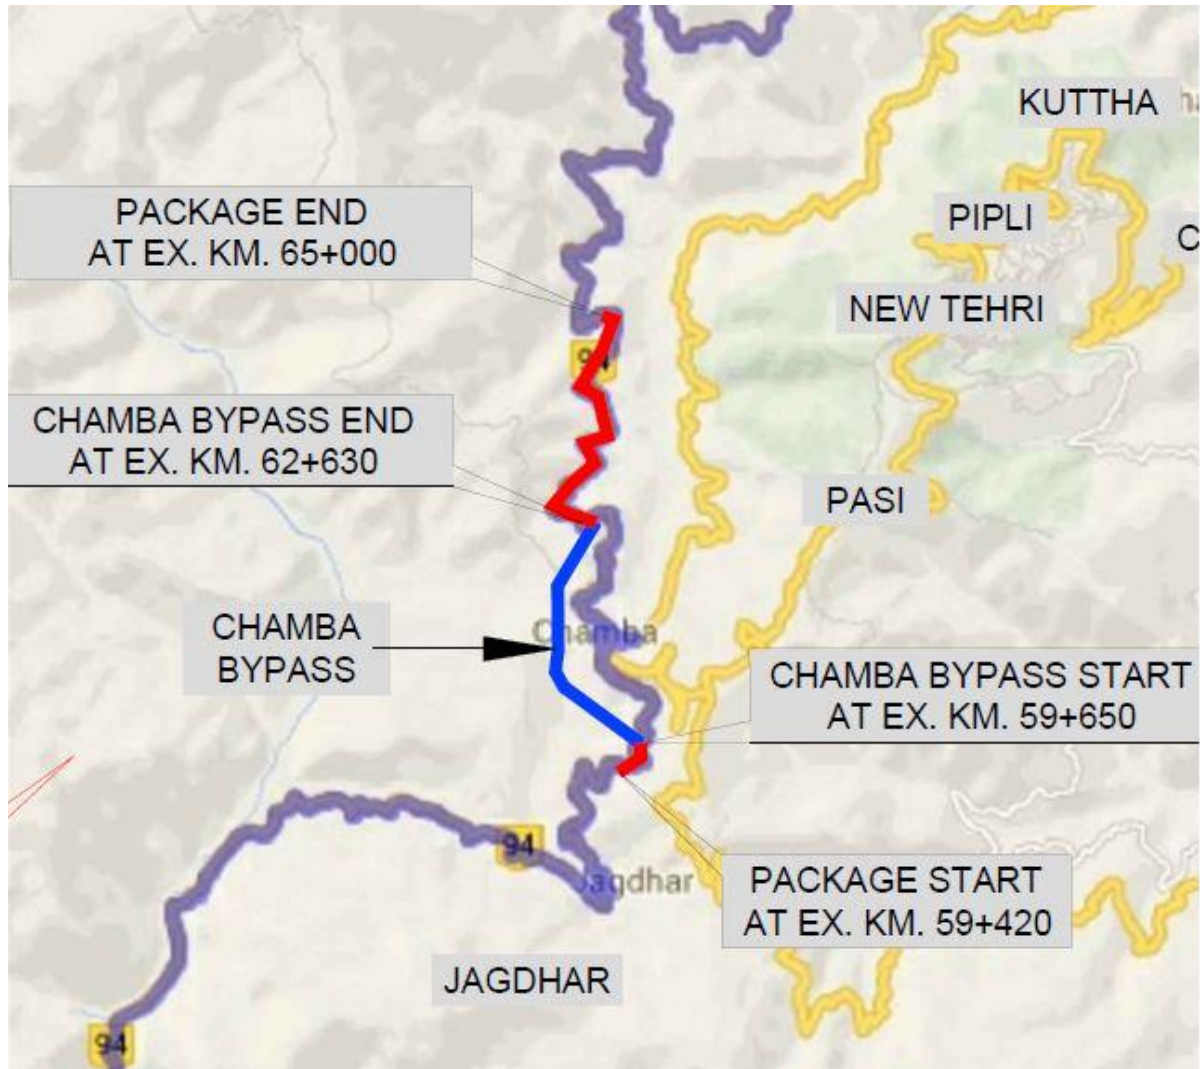 KUTTHA
PACKAGE END
AT EX. KM. 65+000
PIPLI
C
NEW TEHRI
94
CHAMBA BYPASS END
AT EX. KM. 62+630
PASI
CHAMBA
BYPASS
Chamba
CHAMBA BYPASS START
AT EX. KM. 59+650
94
Jagdhar
PACKAGE START
AT EX. KM. 59+420
JAGDHAR
94